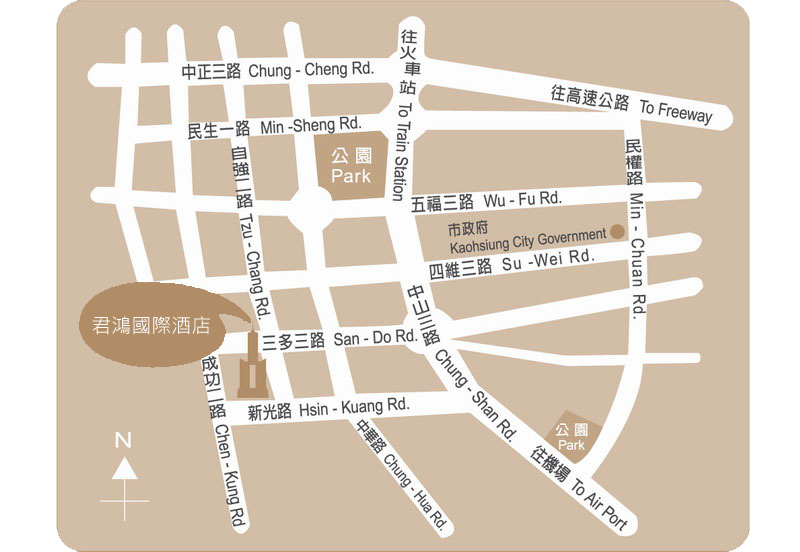 往火車站 To Train Station
中正三路 Chung - Cheng Rd.
往高速公路 To Freeway
民生一路 Min -Sheng Rd.
公園
Park
自強二路 Tzu - Chang Rd.
民權路 Min - Chuan Rd.
五福三路 Wu - Fu Rd.
市政府
Kaohsiung City Government
四維三路 Su -Wei Rd.
中山三路 Chung - Shan Rd.
君鴻國際酒店
三多三路 San - Do Rd.
成功二路 Chen - Kung Rd
新光路 Hsin - Kuang Rd.
中華路 Chung - Hua Rd.
公園
Park
往機場 To Air Port
N